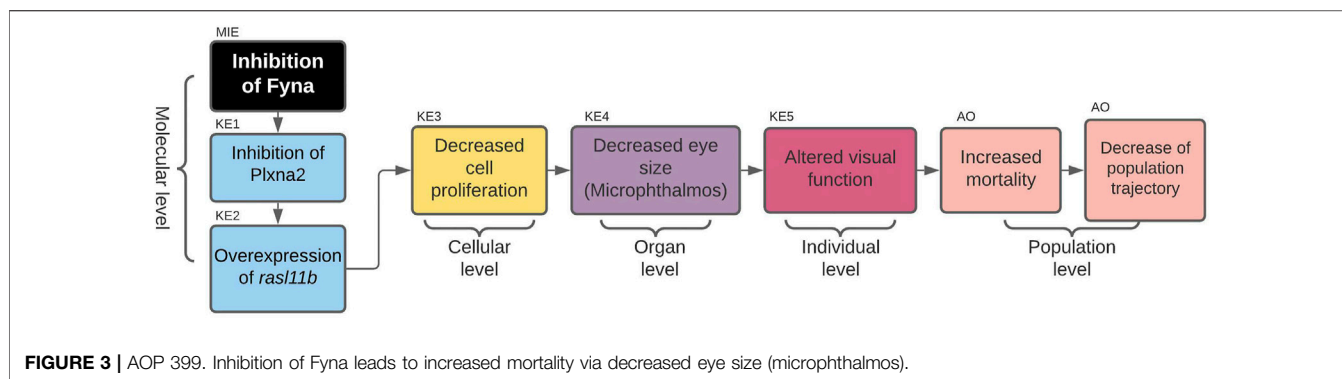 MIE
Inhibition
of Fyna
Molecular level
KE1
Inhibition of
Plxna2
KE2
Overexpression
of rasl11b
KE3
Decreased
cell
proliferation
Cellular
level
KE4
Decreased eye
size
(Microphthalmos)
Organ
level
KE5
Altered visual
function
Individual
level
AO
Increased
mortality
AO
Decrease of
population
trajectory
Population
level
FIGURE 3 | AOP 399. Inhibition of Fyna leads to increased mortality via decreased eye size (microphthalmos).